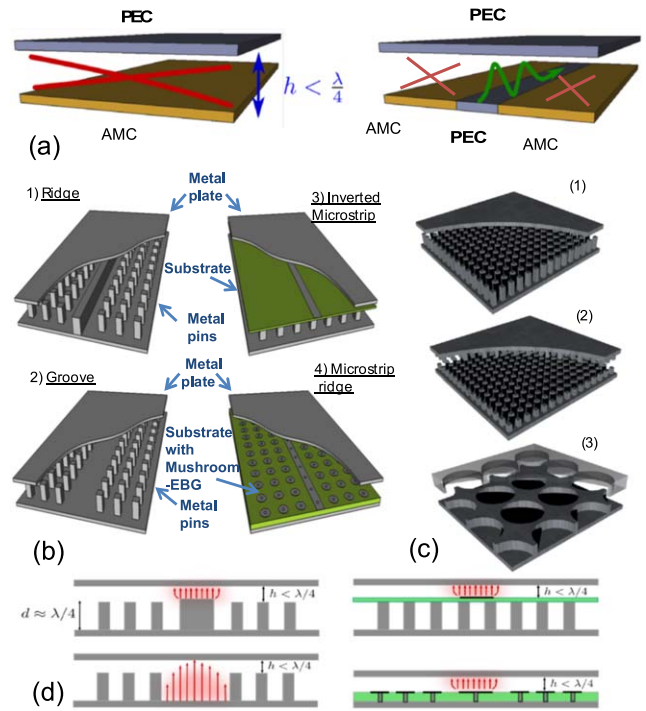 PEC
PEC
h < λ/4
AMC
AMC
PEC
AMC
(a)
1) Ridge
Metal
plate
3) Inverted
Microstrip
(1)
Substrate
Metal
pins
(2)
2) Groove
Metal
plate
4) Microstrip
ridge
Substrate
with
Mushroom
-EBG
Metal
pins
(3)
(b)
(c)
h < λ/4
h < λ/4
d ≈ λ/4
h < λ/4
h < λ/4
(d)